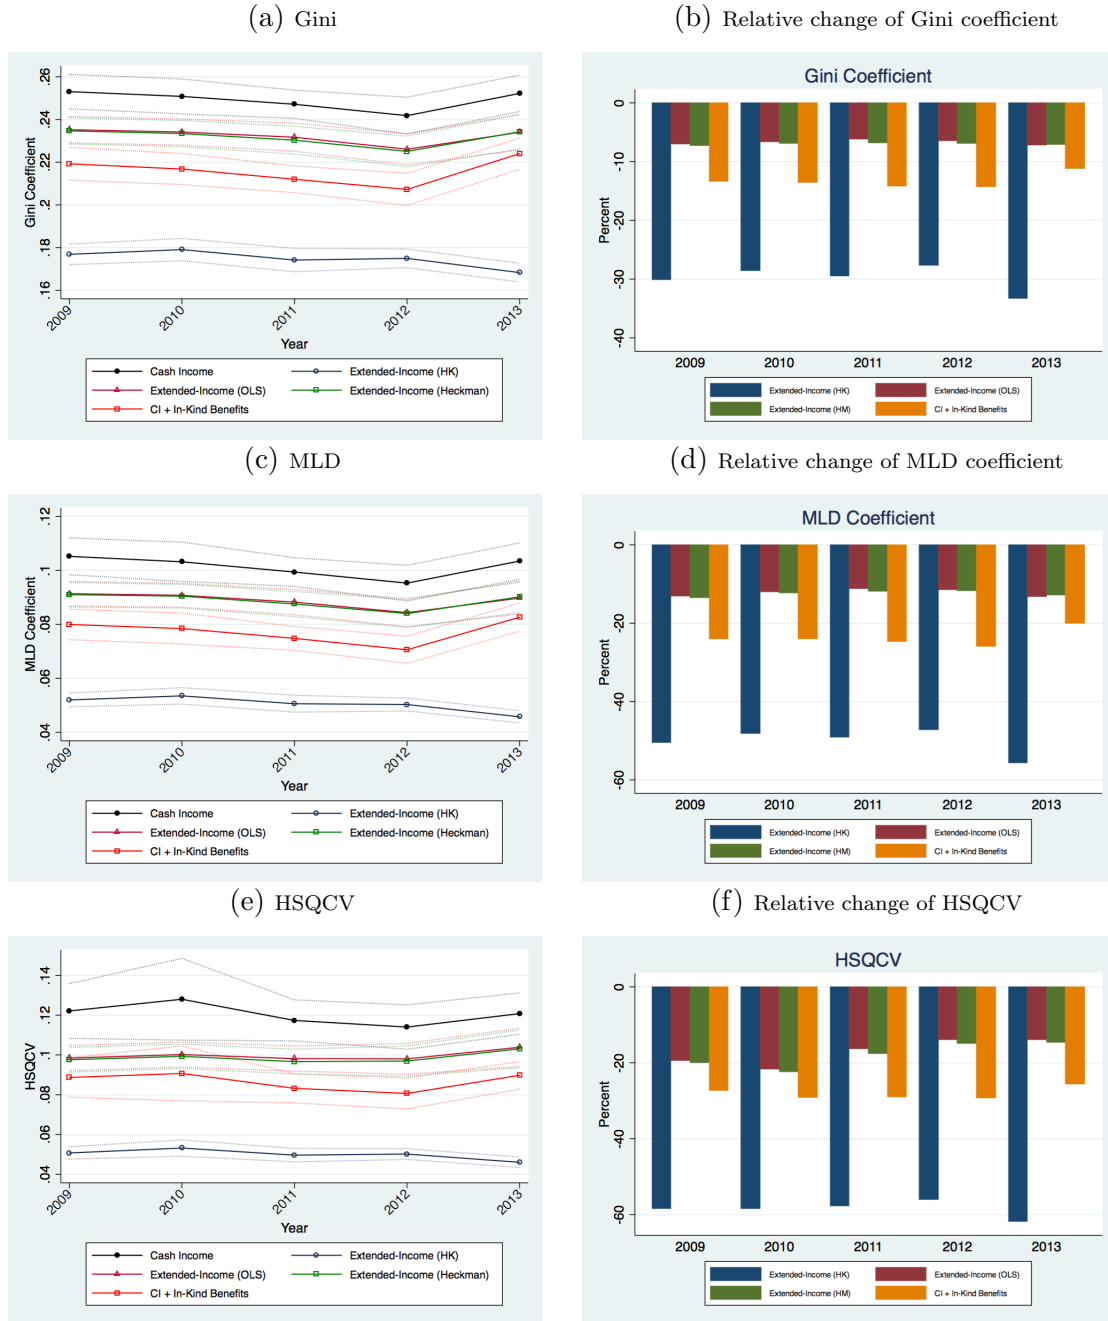 (a) Gini
(b) Relative change of Gini coefficient
Gini Coefficient
.16 .18 .2 .22 .24 .26
2009 2010 2011 2012 2013
Year
Cash Income
Extended-Income (HK)
Extended-Income (OLS)
Extended-Income (Heckman)
CI + In-Kind Benefits
Gini Coefficient
Percent
0
-10
-20
-30
-40
2009 2010 2011 2012 2013
Extended-Income (HK)
Extended-Income (OLS)
Extended-Income (HM)
CI + In-Kind Benefits
(c) MLD
(d) Relative change of MLD coefficient
MLD Coefficient
.04 .06 .08 .1 .12
2009 2010 2011 2012 2013
Year
Cash Income
Extended-Income (HK)
Extended-Income (OLS)
Extended-Income (Heckman)
CI + In-Kind Benefits
MLD Coefficient
Percent
0
-20
-40
-60
2009 2010 2011 2012 2013
Extended-Income (HK)
Extended-Income (OLS)
Extended-Income (HM)
CI + In-Kind Benefits
(e) HSQCV
(f) Relative change of HSQCV
HSQCV
.04 .06 .08 .1 .12 .14
2009 2010 2011 2012 2013
Year
Cash Income
Extended-Income (HK)
Extended-Income (OLS)
Extended-Income (Heckman)
CI + In-Kind Benefits
HSQCV
Percent
0
-20
-40
-60
2009 2010 2011 2012 2013
Extended-Income (HK)
Extended-Income (OLS)
Extended-Income (HM)
CI + In-Kind Benefits